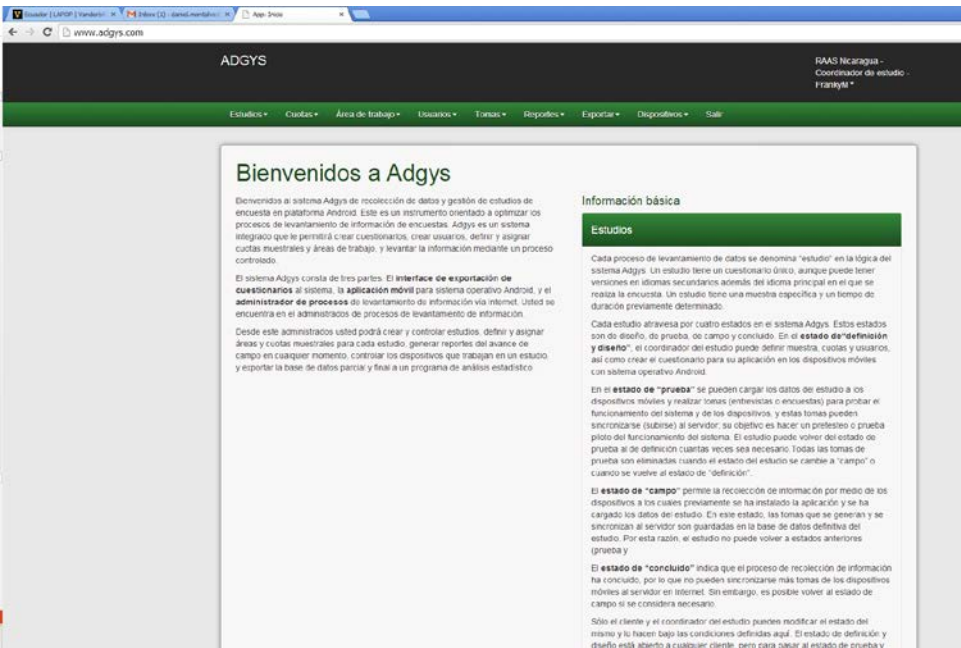 Ecuador | LAPOP | Vanderbi
Inbox (1) - daniel.montalvo
App- Inicio
www.adgys.com
ADGYS
RAAS Nicaragua -
Coordinador de estudio -
FrankyM *
Estudios
Cuotas
Área de trabajo
Usuarios
Tomas
Reportes
Exportar
Dispositivos
Salir
Bienvenidos a Adgys
Bienvenidos al sistema Adgys de recolección de datos y gestión de estudios de
encuesta en plataforma Android. Este es un instrumento orientado a optimizar los
procesos de levantamiento de información de encuestas. Adgys es un sistema
integrado que le permitirá crear cuestionarios, crear usuarios, definir y asignar
cuotas muestrales y áreas de trabajo, y levantar la información mediante un proceso
controlado.
El sistema Adgys consta de tres partes. El interface de exportación de
cuestionarios al sistema, la aplicación móvil para sistema operativo Android, y el
administrador de procesos de levantamiento de información vía internet. Usted se
encuentra en el administrados de procesos de levantamiento de información.
Desde este administrados usted podrá crear y controlar estudios, definir y asignar
áreas y cuotas muestrales para cada estudio, generar reportes del avance de
campo en cualquier momento, controlar los dispositivos que trabajan en un estudio
y exportar la base de datos parcial y final a un programa de análisis estadístico
Información básica
Estudios
Cada proceso de levantamiento de datos se denomina "estudio" en la lógica del
sistema Adgys. Un estudio tiene un cuestionario único, aunque puede tener
versiones en idiomas secundarios además del idioma principal en el que se
realiza la encuesta. Un estudio tiene una muestra específica y un tiempo de
duración previamente determinado.
Cada estudio atraviesa por cuatro estados en el sistema Adgys. Estos estados
son de diseño, de prueba, de campo y concluido. En el estado de"definición
y diseño", el coordinador del estudio puede definir muestra, cuotas y usuarios,
así como crear el cuestionario para su aplicación en los dispositivos móviles
con sistema operativo Android.
En el estado de "prueba" se pueden cargar los datos del estudio a los
dispositivos móviles y realizar tomas (entrevistas o encuestas) para probar el
funcionamiento del sistema y de los dispositivos, y estas tomas pueden
sincronizarse (subirse) al servidor; su objetivo es hacer un pretesteo o prueba
piloto del funcionamiento del sistema. El estudio puede volver del estado de
prueba al de definición cuantas veces sea necesario.Todas las tomas de
prueba son eliminadas cuando el estado del estudio se cambie a "campo" o
cuando se vuelve al estado de "definición".
El estado de "campo" permite la recolección de información por medio de los
dispositivos a los cuales previamente se ha instalado la aplicación y se ha
cargado los datos del estudio. En este estado, las tomas que se generan y se
sincronizan al servidor son guardadas en la base de datos definitiva del
estudio. Por esta razón, el estudio no puede volver a estados anteriores
(prueba y
El estado de "concluido" indica que el proceso de recolección de información
ha concluido, por lo que no pueden sincronizarse más tomas de los dispositivos
móviles al servidor en Internet. Sin embargo, es posible volver al estado de
campo si se considera necesario.
Sólo el cliente y el coordinador del estudio pueden modificar el estado del
mismo y lo hacen bajo las condiciones definidas aquí. El estado de definición y
diseño está abierto a cualquier cliente, pero para pasar al estado de prueba y